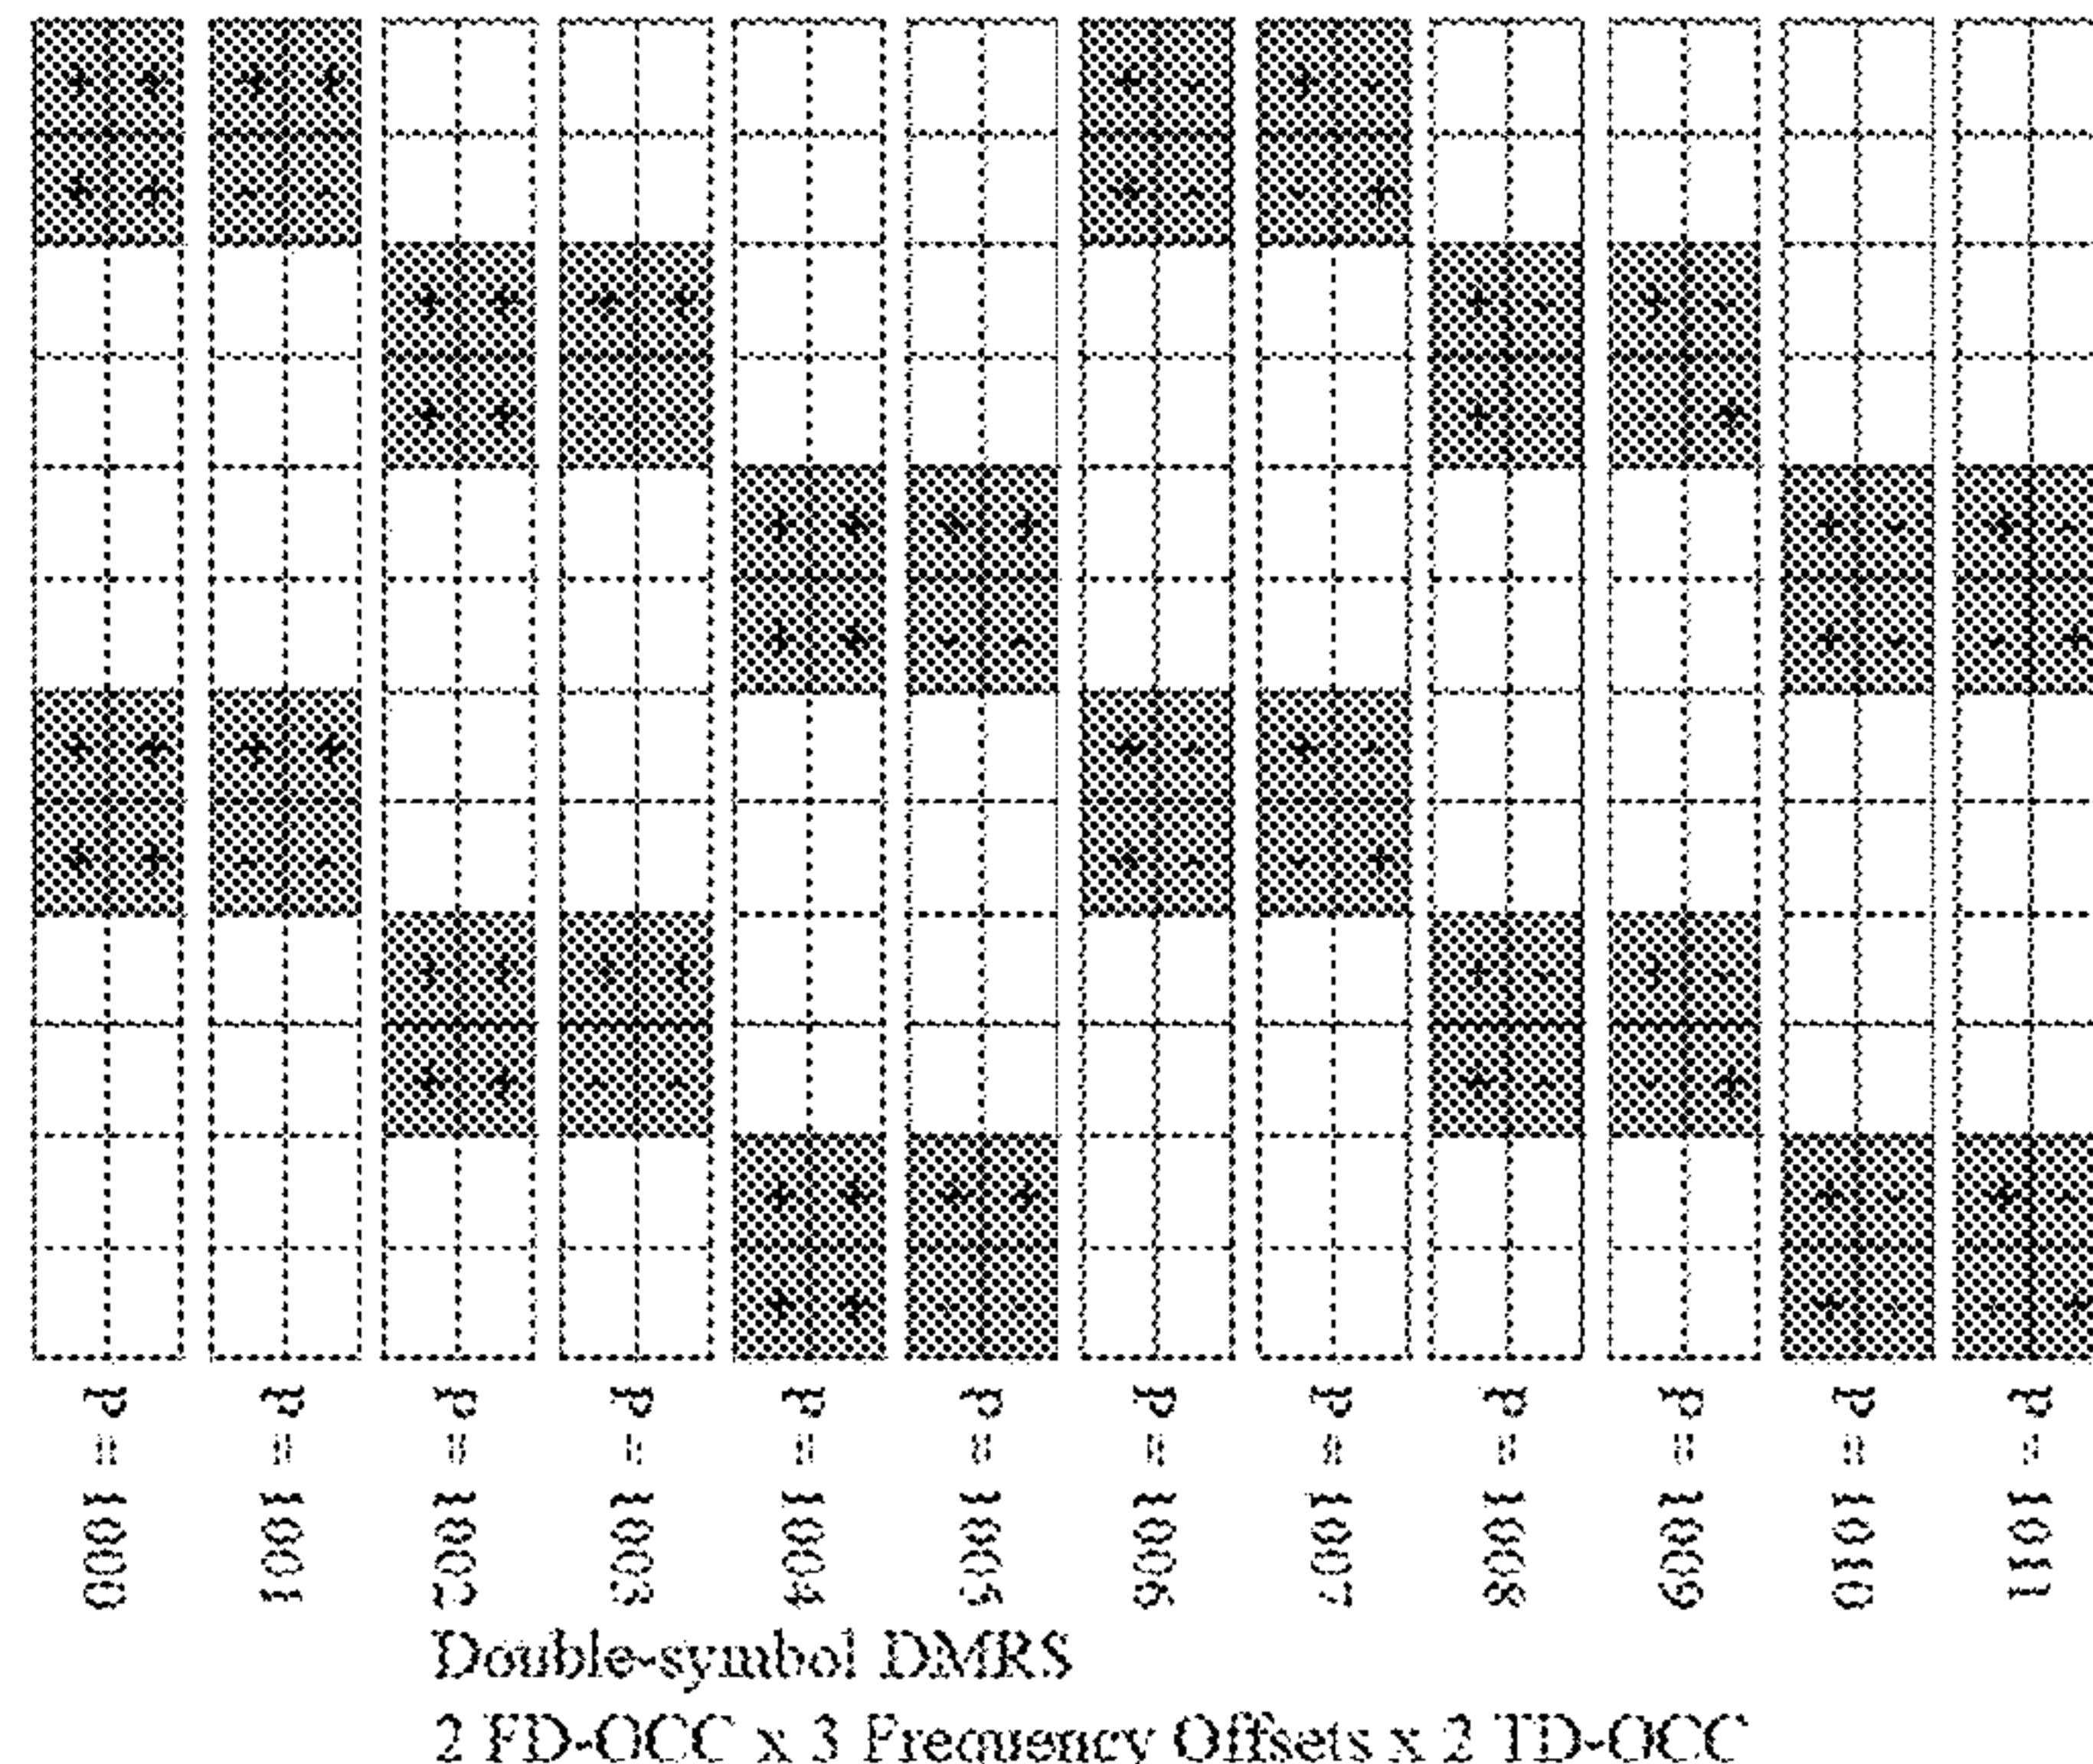 p = 1000
p = 1001
p = 1002
p = 1003
p = 1004
p = 1005
p = 1006
p = 1007
p = 1008
p = 1009
p = 1010
p = 1011
Double-symbol DMRS
2 FD-OCC x 3 Frequency Offsets x 2 TD-OCC